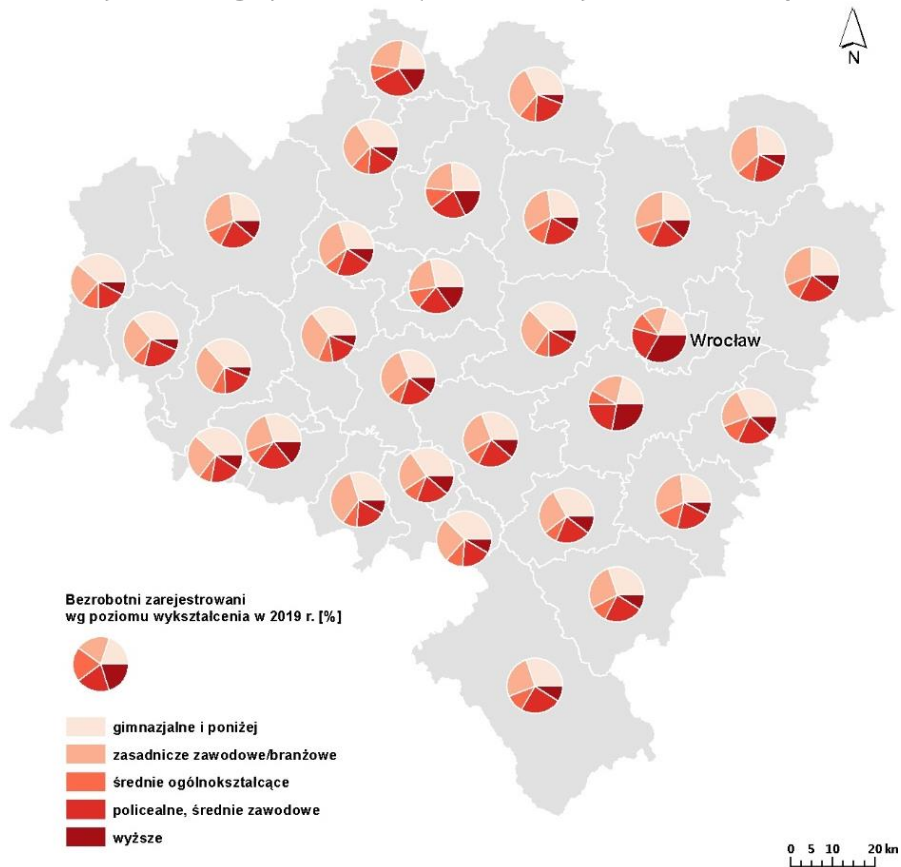 N
Wrocław
Bezrobotni zarejestrowani
wg poziomu wykształcenia w 2019 r. [%]
gimnazjalne i poniżej
zasadnicze zawodowe/branżowe
średnie ogólnokształcące
policealne, średnie zawodowe
wyższe
0 5 10 20 km